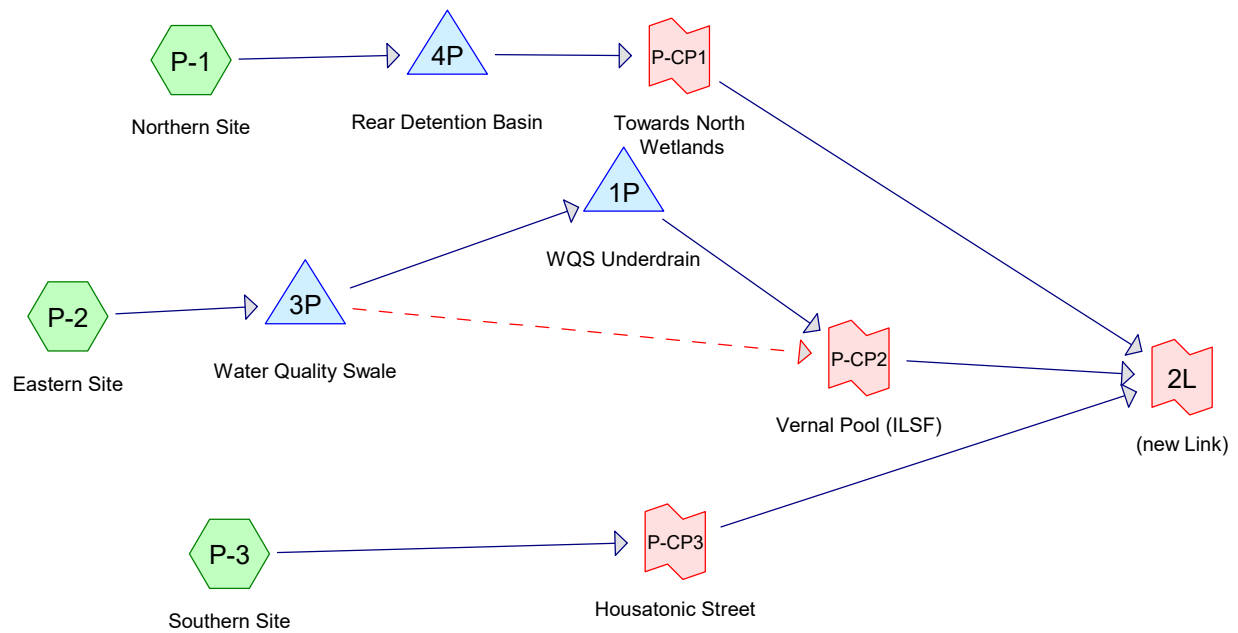 P-1
4P
P-CP1
Northern Site
Rear Detention Basin
Towards North
Wetlands
1P
WQS Underdrain
P-2
3P
Eastern Site
Water Quality Swale
P-CP2
Vernal Pool (ILSF)
2L
(new Link)
P-3
P-CP3
Southern Site
Housatonic Street